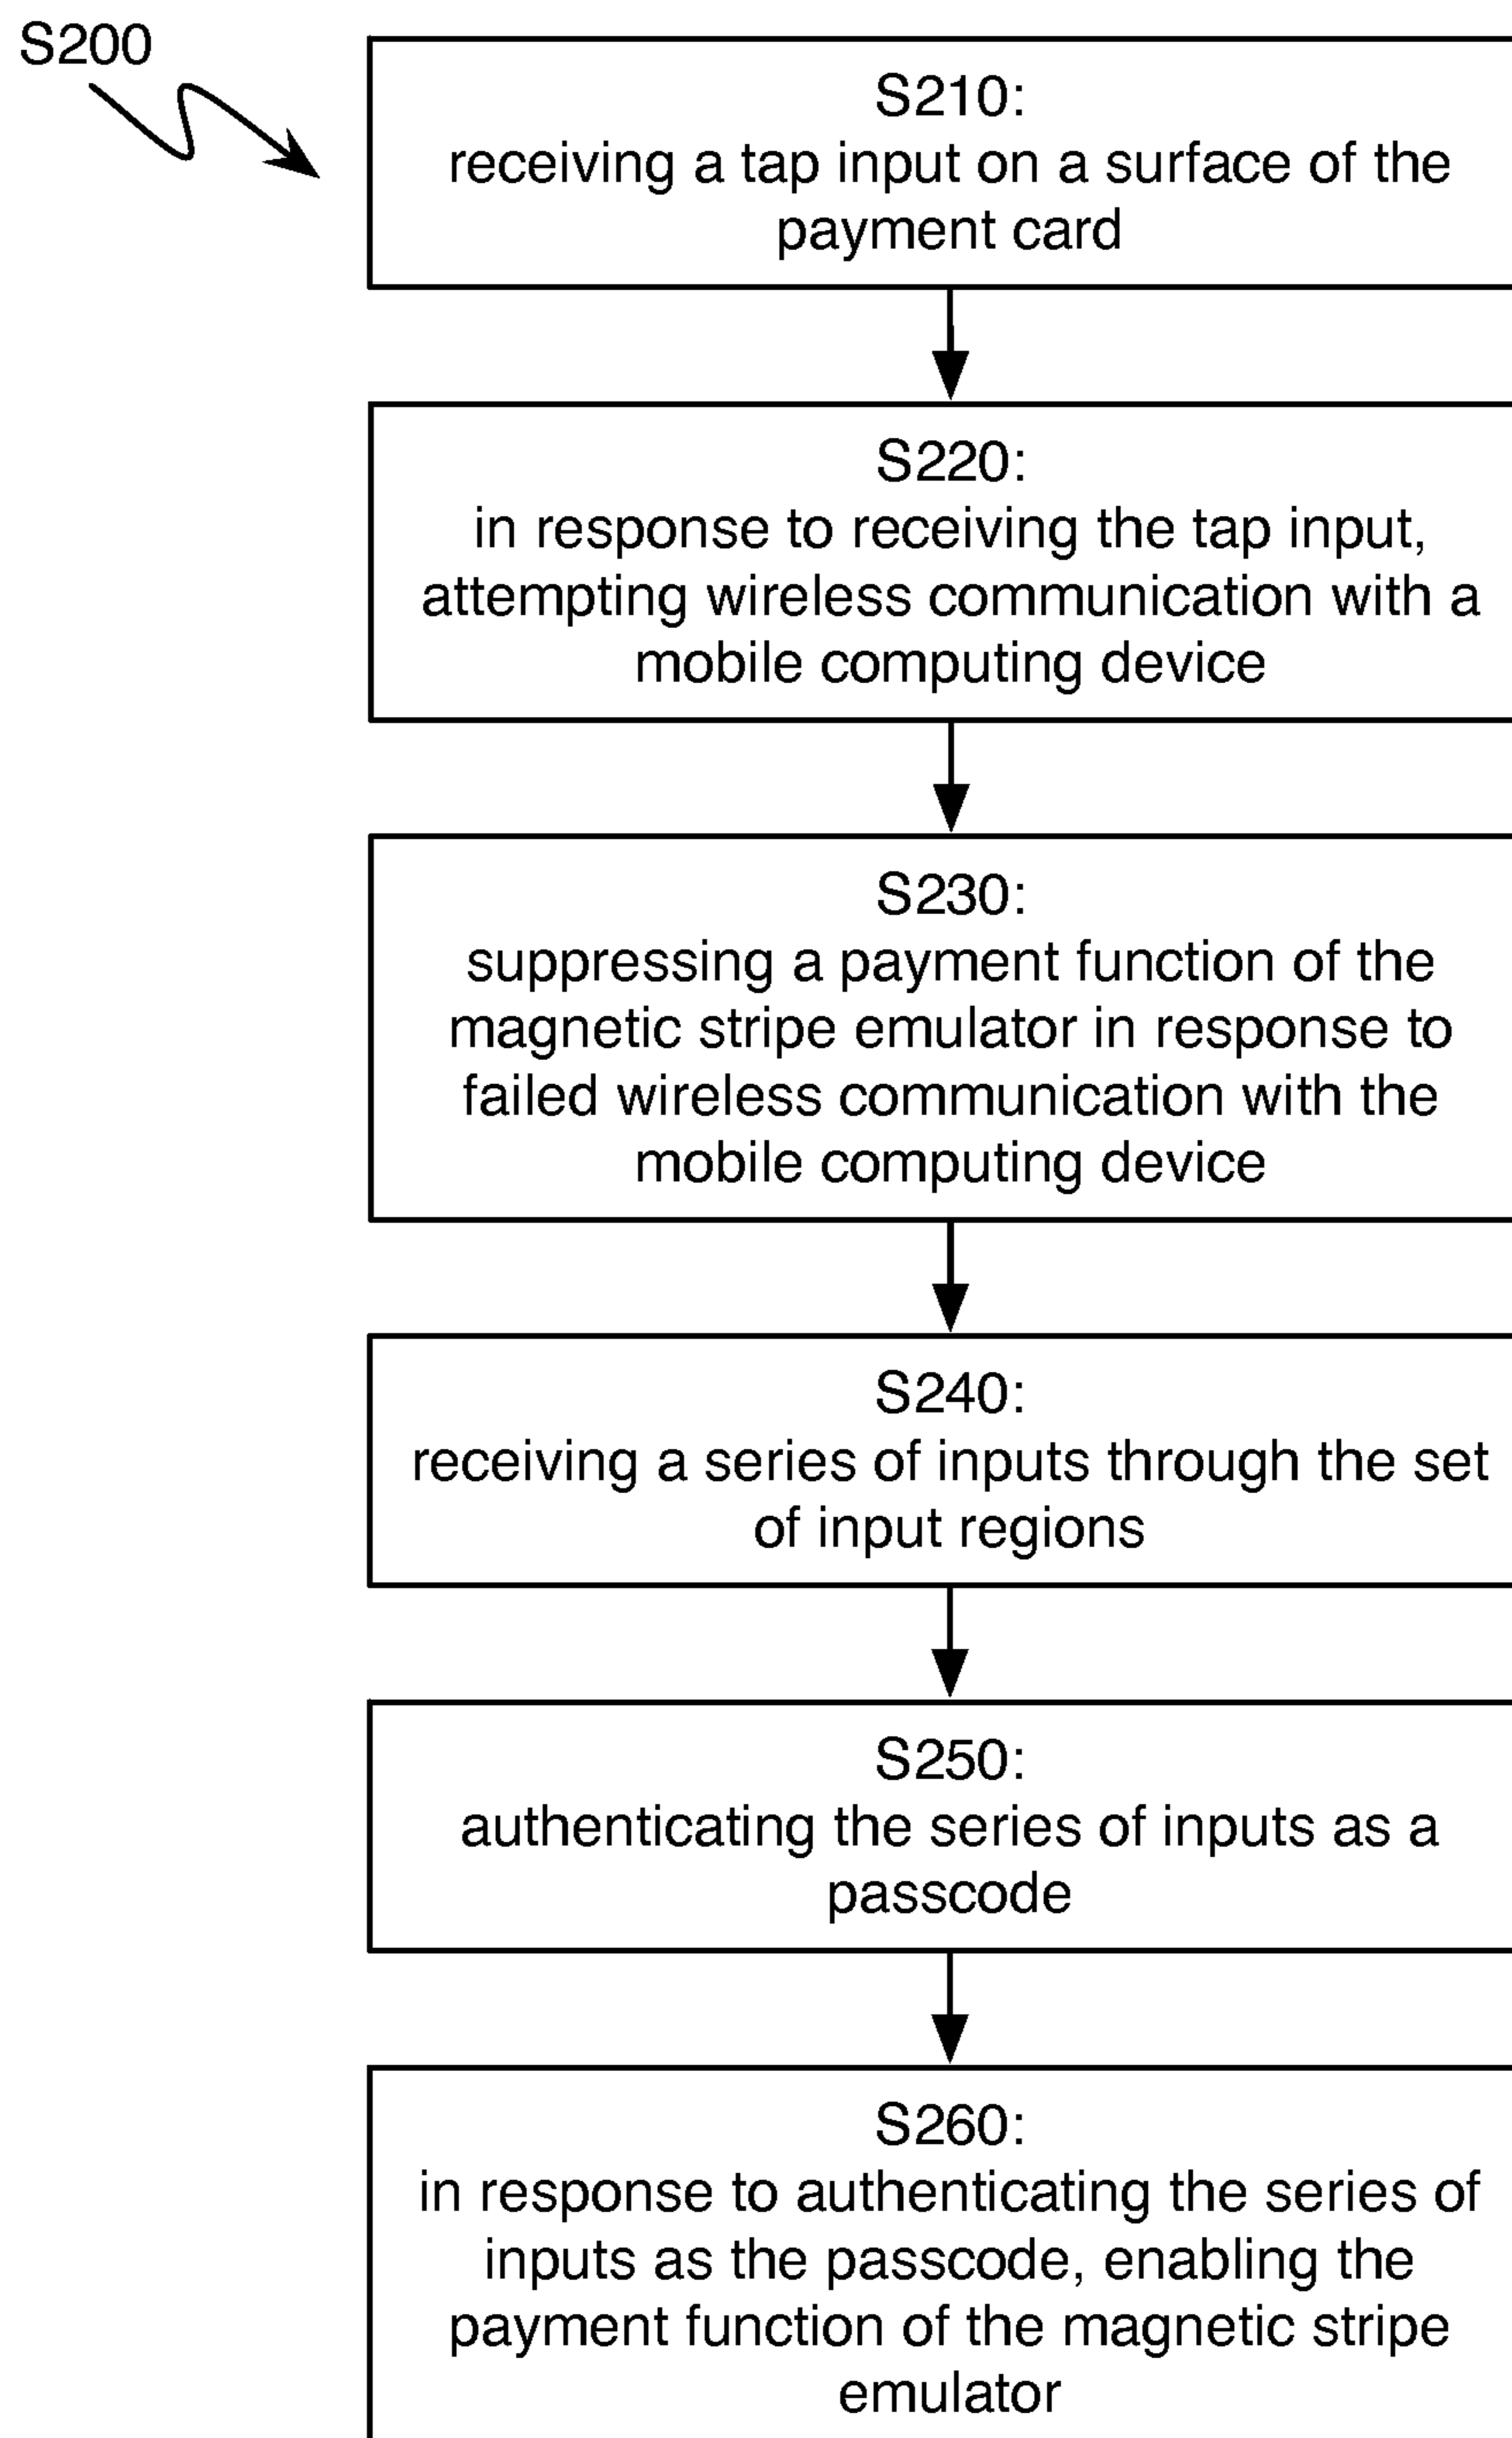 S200
S210:
receiving a tap input on a surface of the
payment card
S220:
in response to receiving the tap input,
attempting wireless communication with a
mobile computing device
S230:
suppressing a payment function of the
magnetic stripe emulator in response to
failed wireless communication with the
mobile computing device
S240:
receiving a series of inputs through the set
of input regions
S250:
authenticating the series of inputs as a
passcode
S260:
in response to authenticating the series of
inputs as the passcode, enabling the
payment function of the magnetic stripe
emulator